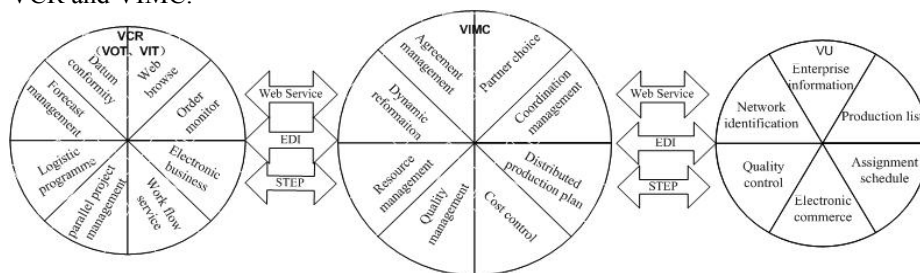 VCR and VIMC.
VCR
(VOT、VIT)
Datum
conformity
Web
browse
Forecast
management
Order
monitor
Logistic
programme
Electronic
business
parallel project
management
Work flow
service
Web Service
EDI
STEP
VIMC
Agreement
management
Partner choice
Dynamic
reformaiton
Coordination
management
Resource
management
Distributed
production plan
Quality
management
Cost control
Web Service
EDI
STEP
VU
Enterprise
information
Network
identification
Production list
Quality
control
Assignment
schedule
Electronic
commerce